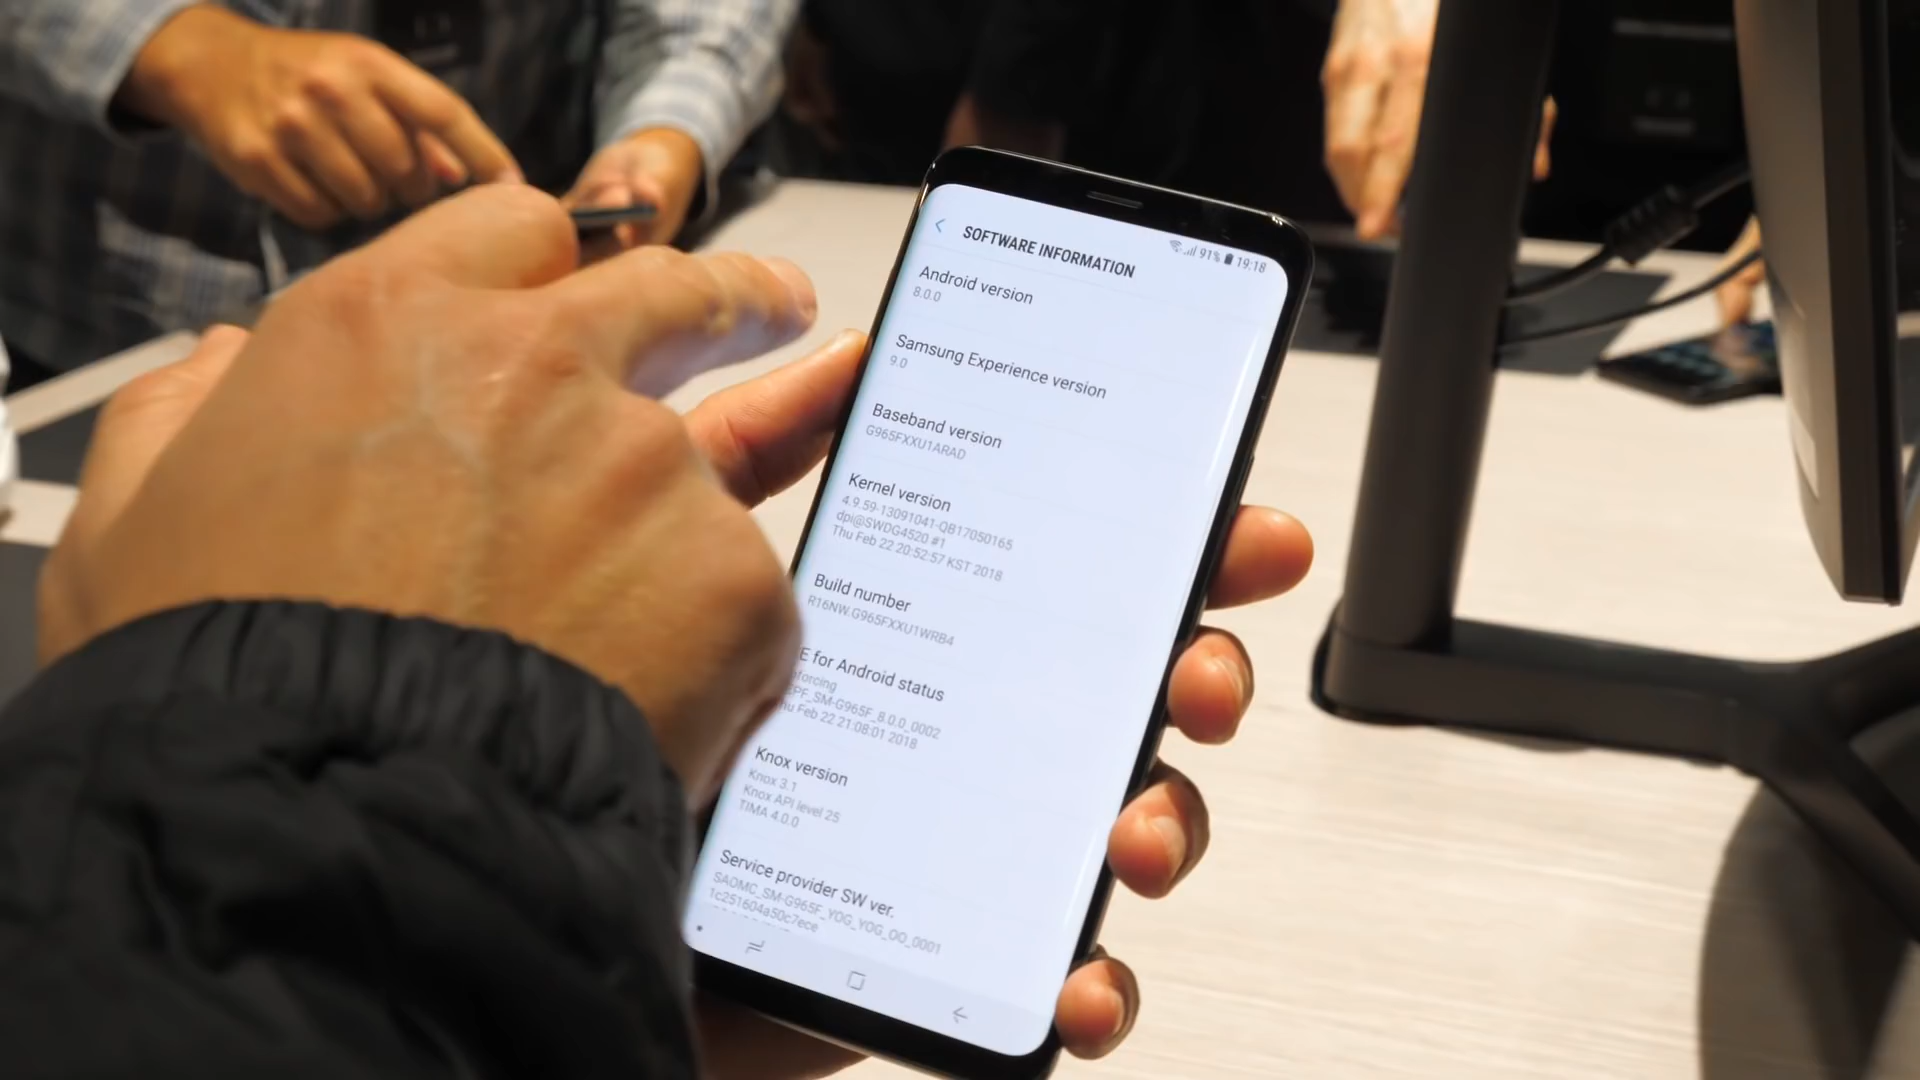 SOFTWARE INFORMATION
91% 19:18
Android version
8.0.0
Samsung Experience version
9.0
Baseband version
G965FXXU1ARAD
Kernel version
4.9.59-13091041-QB17050165
dpi@SWDG4520 #1
Thu Feb 22 20:52:57 KST 2018
Build number
R16NW.G965FXXU1WRB4
E for Android status
nforcing
EPF_SM-G965F_8.0.0_0002
hu Feb 22 21:08:01 2018
Knox version
Knox 3.1
Knox API level 25
TIMA 4.0.0
Service provider SW ver.
SAOMC_SM-G965F_YOG_YOG_OO_0001
1c251604a50c7ece